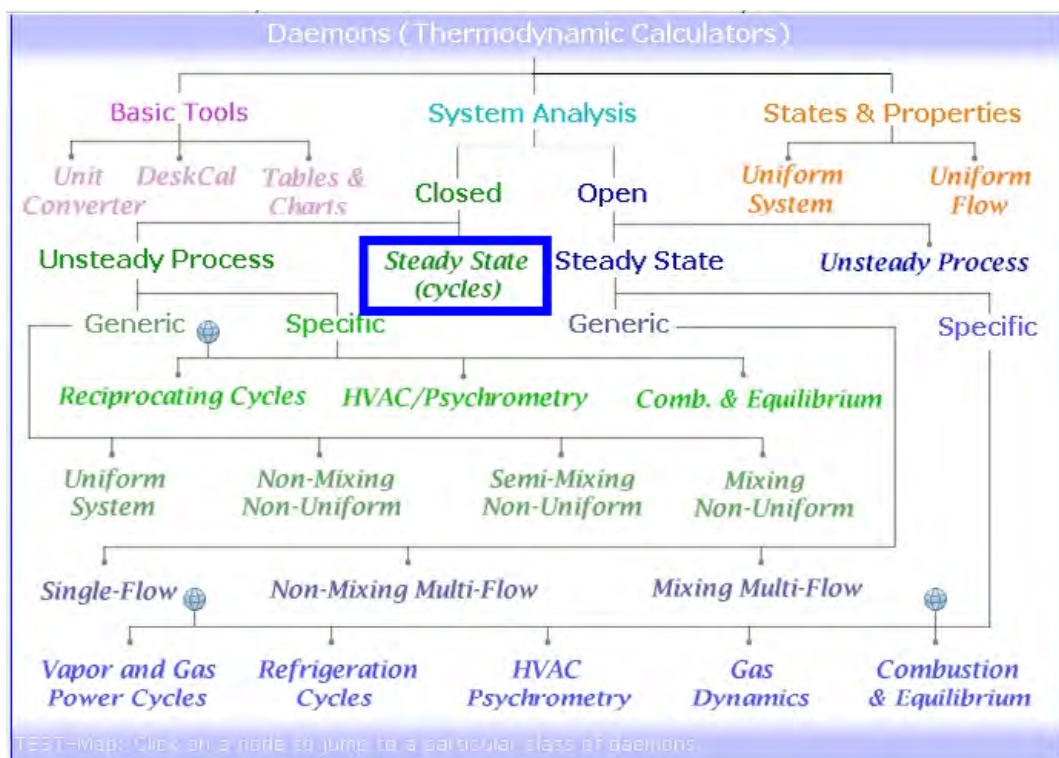 Daemons (Thermodynamic Calculators)
Basic Tools System Analysis States & Properties
Unit Converter DeskCal Tables & Charts Closed Open Uniform System Uniform Flow
Unsteady Process Steady State (cycles) Steady State Unsteady Process
Generic Specific Generic Specific
Reciprocating Cycles HVAC/Psychrometry Comb. & Equilibrium
Uniform System Non-Mixing Non-Uniform Semi-Mixing Non-Uniform Mixing Non-Uniform
Single-Flow Non-Mixing Multi-Flow Mixing Multi-Flow
Vapor and Gas Power Cycles Refrigeration Cycles HVAC Psychrometry Gas Dynamics Combustion & Equilibrium
TEST-Map: Click on a node to jump to a particular class of daemons.